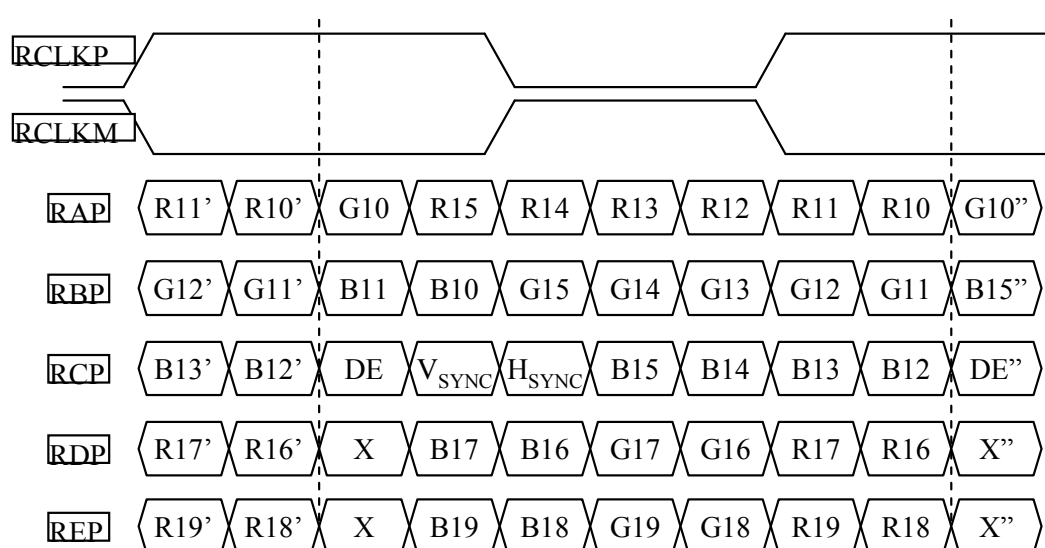 RCLKP
RCLKM
RAP R11’ R10’ G10 R15 R14 R13 R12 R11 R10 G10”
RBP G12’ G11’ B11 B10 G15 G14 G13 G12 G11 B15”
RCP B13’ B12’ DE VSYNC HSYNC B15 B14 B13 B12 DE”
RDP R17’ R16’ X B17 B16 G17 G16 R17 R16 X”
REP R19’ R18’ X B19 B18 G19 G18 R19 R18 X”